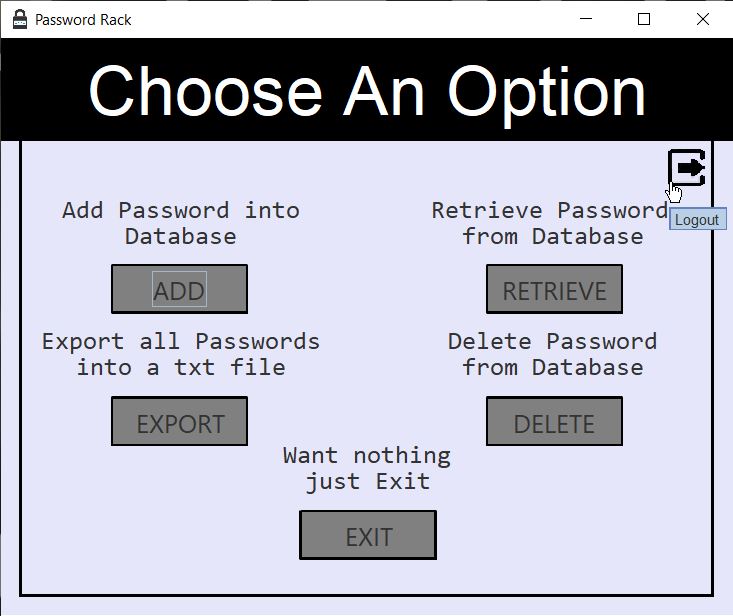 Password Rack
Choose An Option
Logout
Add Password into
Database
ADD
Retrieve Password
from Database
RETRIEVE
Export all Passwords
into a txt file
EXPORT
Delete Password
from Database
DELETE
Want nothing
just Exit
EXIT